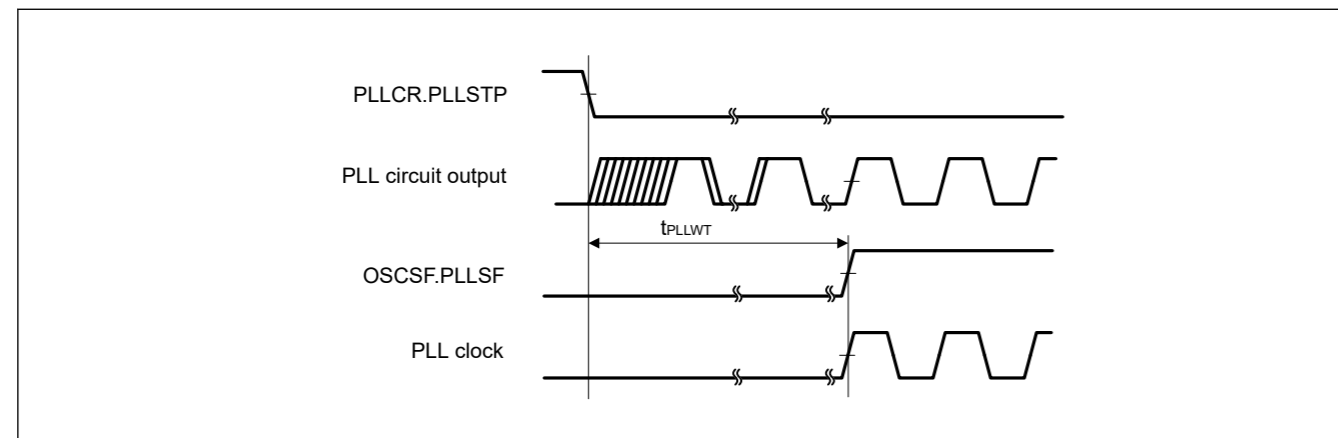 PLLCR.PLLSTP
PLL circuit output
tPLLWT
OSCSF.PLLSF
PLL clock